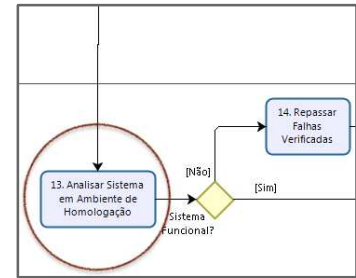 14. Repassar
Falhas
Verificadas
[Não]
[Sim]
13. Analisar Sistema
em Ambiente de
Homologação
Sistema
Funcional?